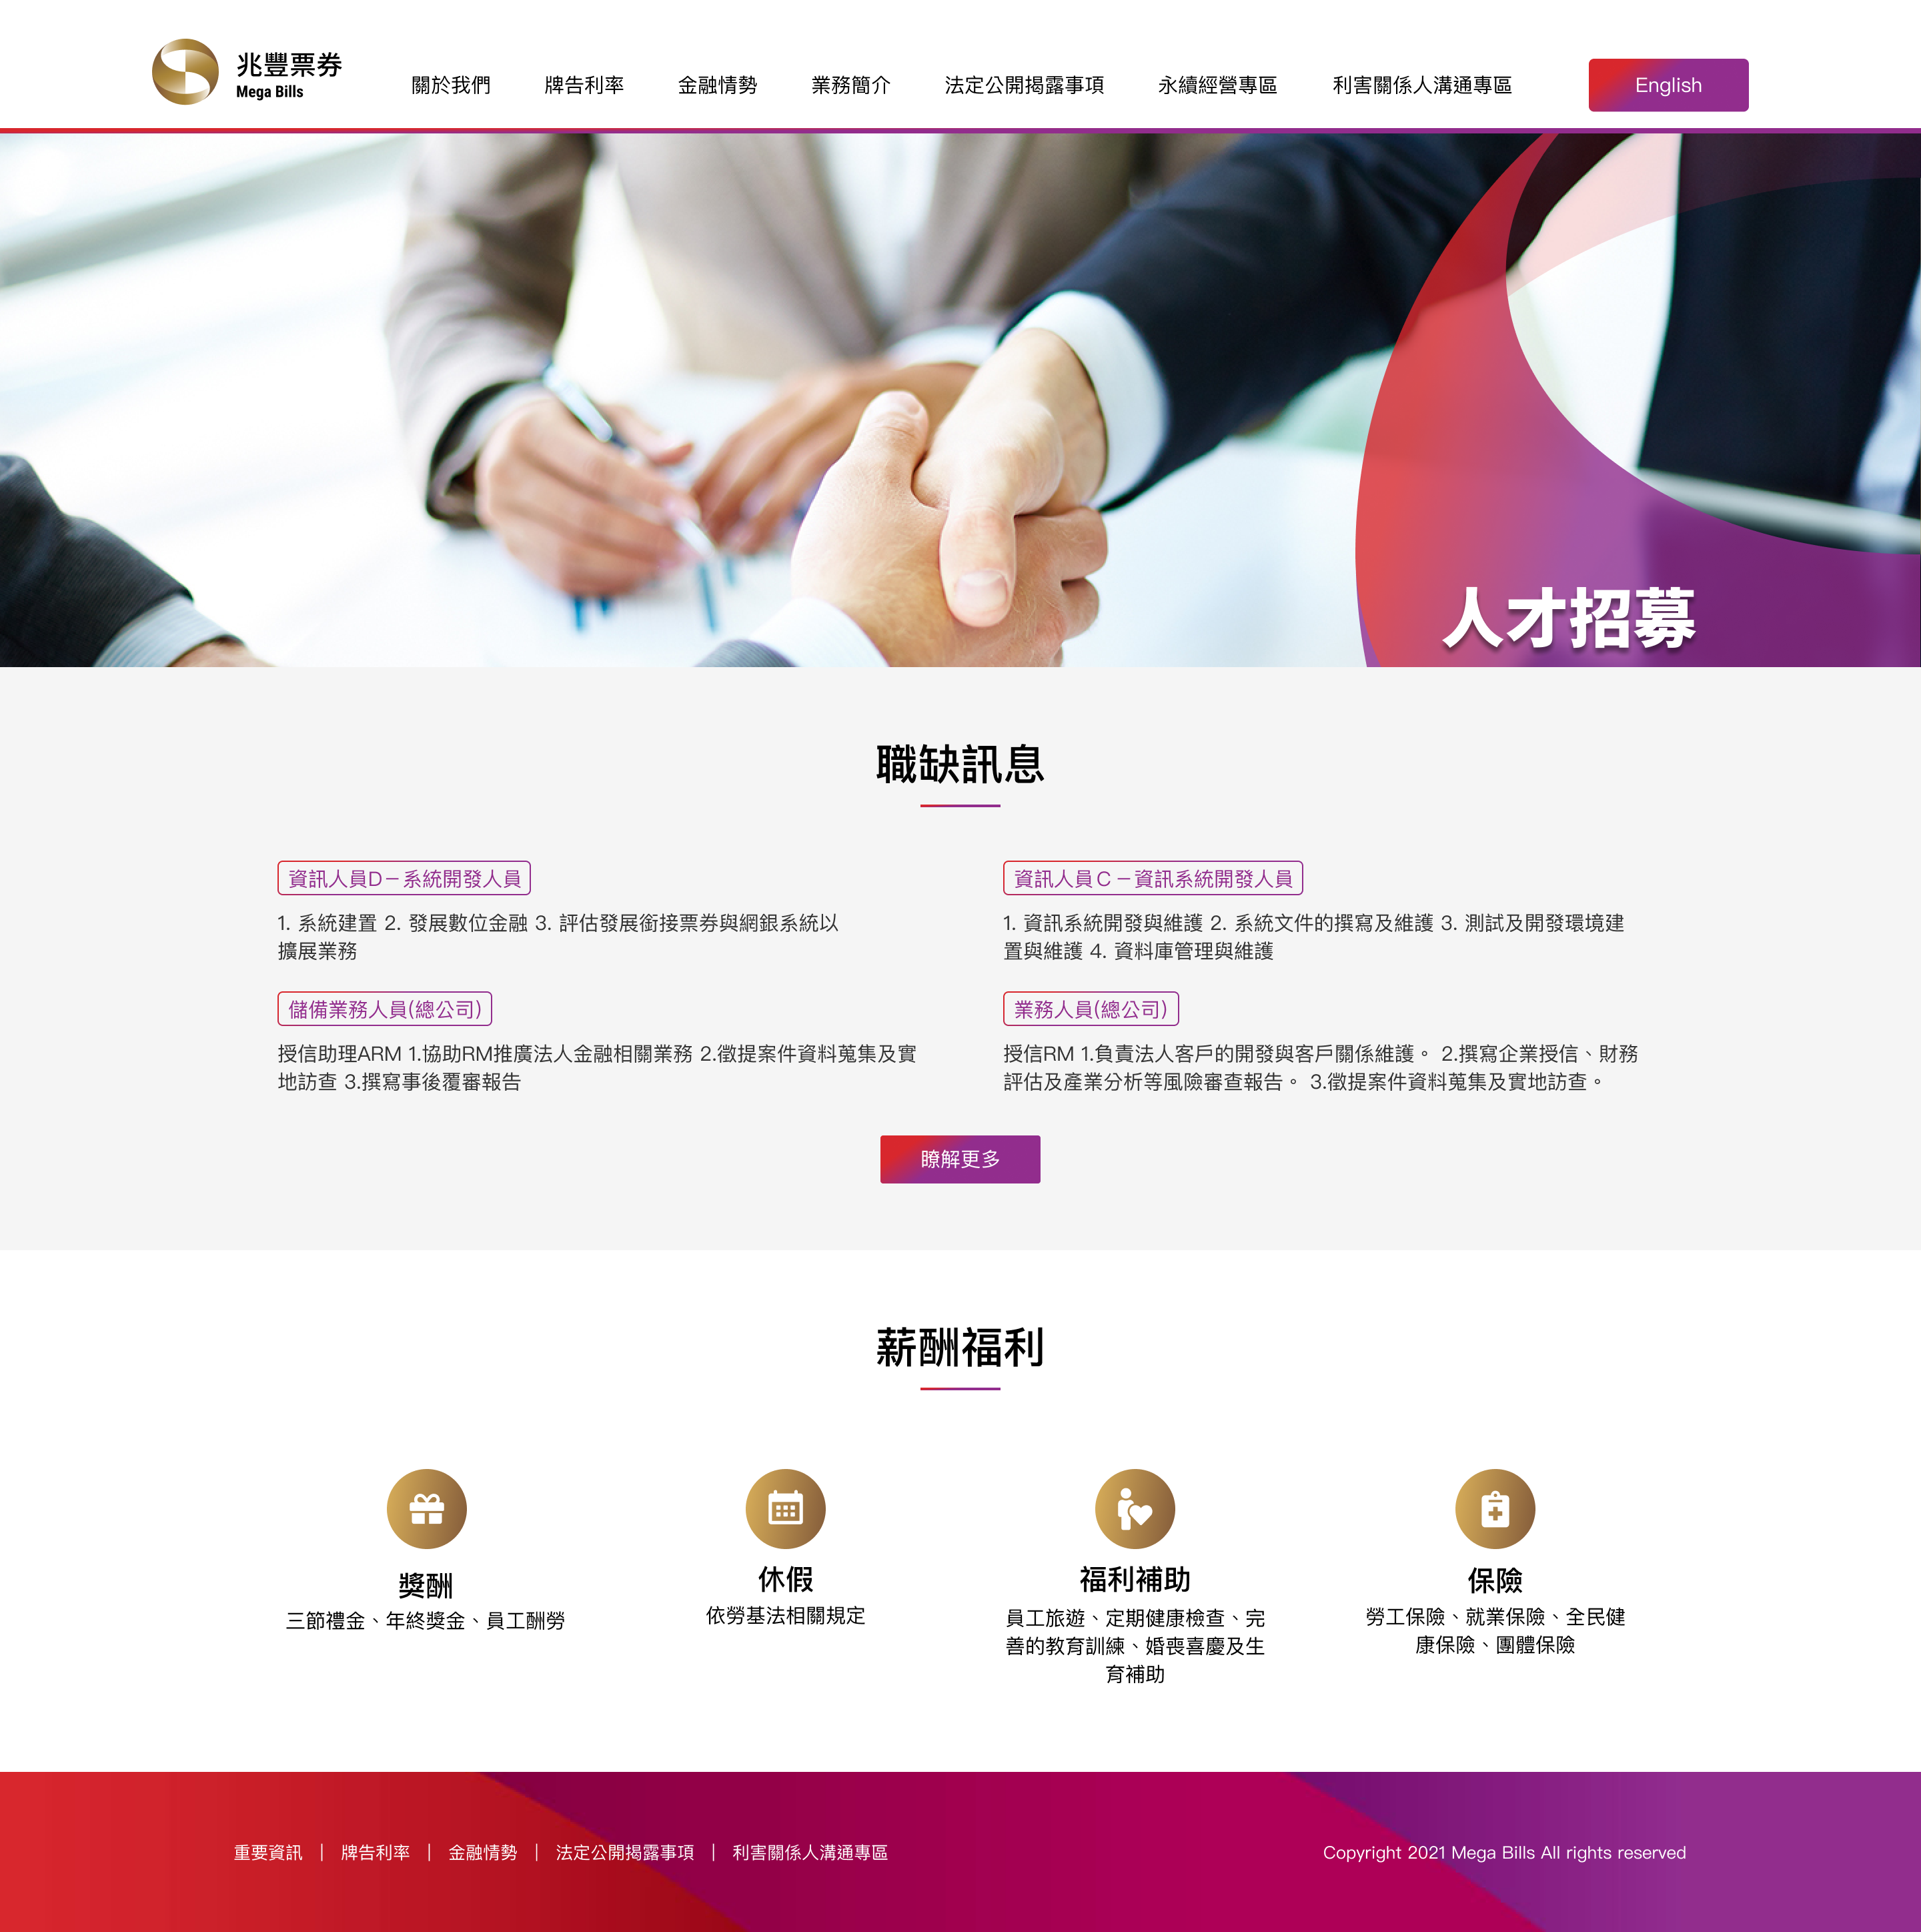 兆豐票券
Mega Bills
關於我們 牌告利率 金融情勢 業務簡介 法定公開揭露事項 永續經營專區 利害關係人溝通專區 English
人才招募
職缺訊息
資訊人員D－系統開發人員
1. 系統建置 2. 發展數位金融 3. 評估發展銜接票券與網銀系統以
擴展業務
資訊人員Ｃ－資訊系統開發人員
1. 資訊系統開發與維護 2. 系統文件的撰寫及維護 3. 測試及開發環境建
置與維護 4. 資料庫管理與維護
儲備業務人員(總公司)
授信助理ARM 1.協助RM推廣法人金融相關業務 2.徵提案件資料蒐集及實
地訪查 3.撰寫事後覆審報告
業務人員(總公司)
授信RM 1.負責法人客戶的開發與客戶關係維護。 2.撰寫企業授信、財務
評估及產業分析等風險審查報告。 3.徵提案件資料蒐集及實地訪查。
瞭解更多
薪酬福利
獎酬
三節禮金、年終獎金、員工酬勞
休假
依勞基法相關規定
福利補助
員工旅遊、定期健康檢查、完
善的教育訓練、婚喪喜慶及生
育補助
保險
勞工保險、就業保險、全民健
康保險、團體保險
重要資訊 | 牌告利率 | 金融情勢 | 法定公開揭露事項 | 利害關係人溝通專區
Copyright 2021 Mega Bills All rights reserved